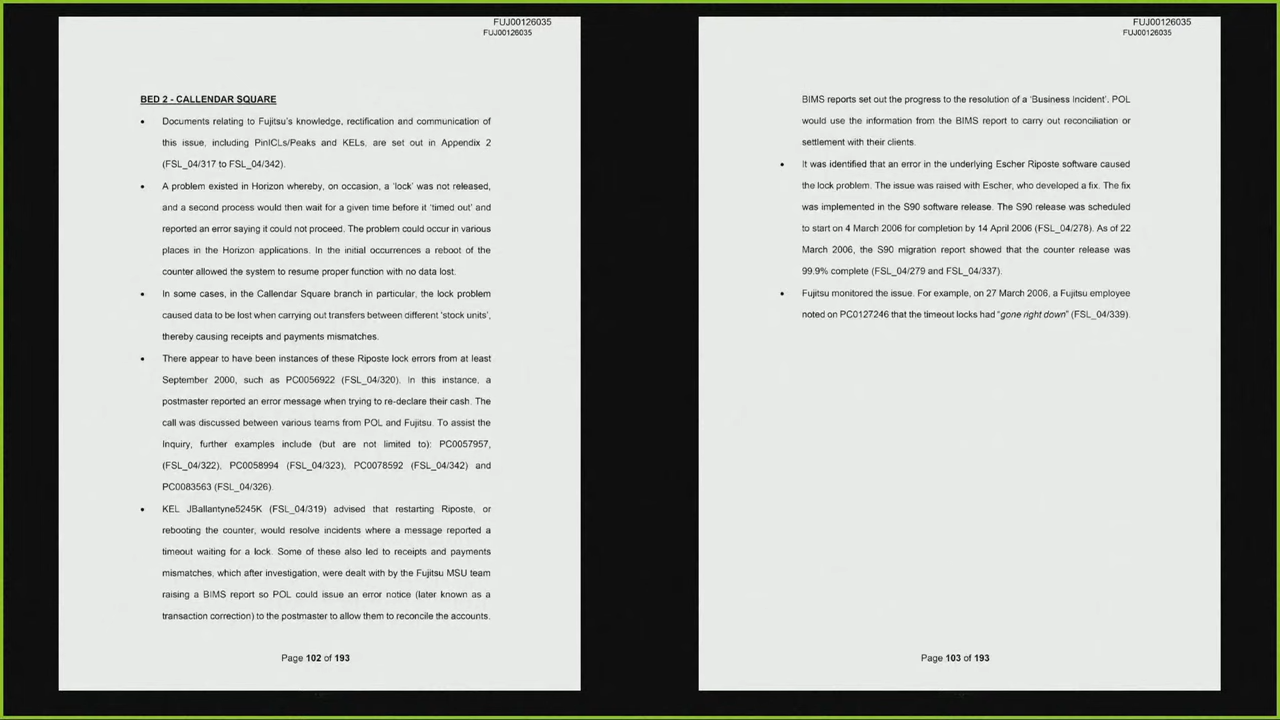 FUJ00126035
FUJ00126035
BED 2 - CALLENDAR SQUARE
• Documents relating to Fujitsu's knowledge, rectification and communication of
this issue, including PinICLs/Peaks and KELs, are set out in Appendix 2
(FSL_04/317 to FSL_04/342).
• A problem existed in Horizon whereby, on occasion, a 'lock' was not released,
and a second process would then wait for a given time before it 'timed out' and
reported an error saying it could not proceed. The problem could occur in various
places in the Horizon applications. In the initial occurrences a reboot of the
counter allowed the system to resume proper function with no data lost.
• In some cases, in the Callendar Square branch in particular, the lock problem
caused data to be lost when carrying out transfers between different 'stock units',
thereby causing receipts and payments mismatches.
• There appear to have been instances of these Riposte lock errors from at least
September 2000, such as PC0056922 (FSL_04/320). In this instance, a
postmaster reported an error message when trying to re-declare their cash. The
call was discussed between various teams from POL and Fujitsu. To assist the
Inquiry, further examples include (but are not limited to): PC0057957,
(FSL_04/322), PC0058994 (FSL_04/323), PC0078592 (FSL_04/342) and
PC0083563 (FSL_04/326).
• KEL JBallantyne5245K (FSL_04/319) advised that restarting Riposte, or
rebooting the counter, would resolve incidents where a message reported a
timeout waiting for a lock. Some of these also led to receipts and payments
mismatches, which after investigation, were dealt with by the Fujitsu MSU team
raising a BIMS report so POL could issue an error notice (later known as a
transaction correction) to the postmaster to allow them to reconcile the accounts.
Page 102 of 193
FUJ00126035
FUJ00126035
BIMS reports set out the progress to the resolution of a 'Business Incident'. POL
would use the information from the BIMS report to carry out reconciliation or
settlement with their clients.
• It was identified that an error in the underlying Escher Riposte software caused
the lock problem. The issue was raised with Escher, who developed a fix. The fix
was implemented in the S90 software release. The S90 release was scheduled
to start on 4 March 2006 for completion by 14 April 2006 (FSL_04/278). As of 22
March 2006, the S90 migration report showed that the counter release was
99.9% complete (FSL_04/279 and FSL_04/337).
• Fujitsu monitored the issue. For example, on 27 March 2006, a Fujitsu employee
noted on PC0127246 that the timeout locks had "gone right down" (FSL_04/339).
Page 103 of 193